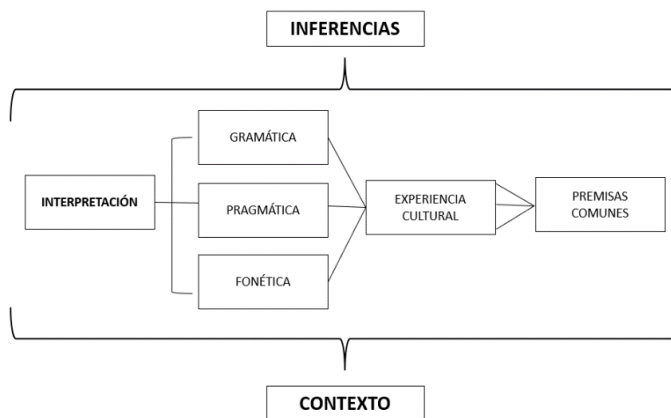 INFERENCIAS
GRAMÁTICA
INTERPRETACIÓN
PRAGMÁTICA
EXPERIENCIA
CULTURAL
PREMISAS
COMUNES
FONÉTICA
CONTEXTO